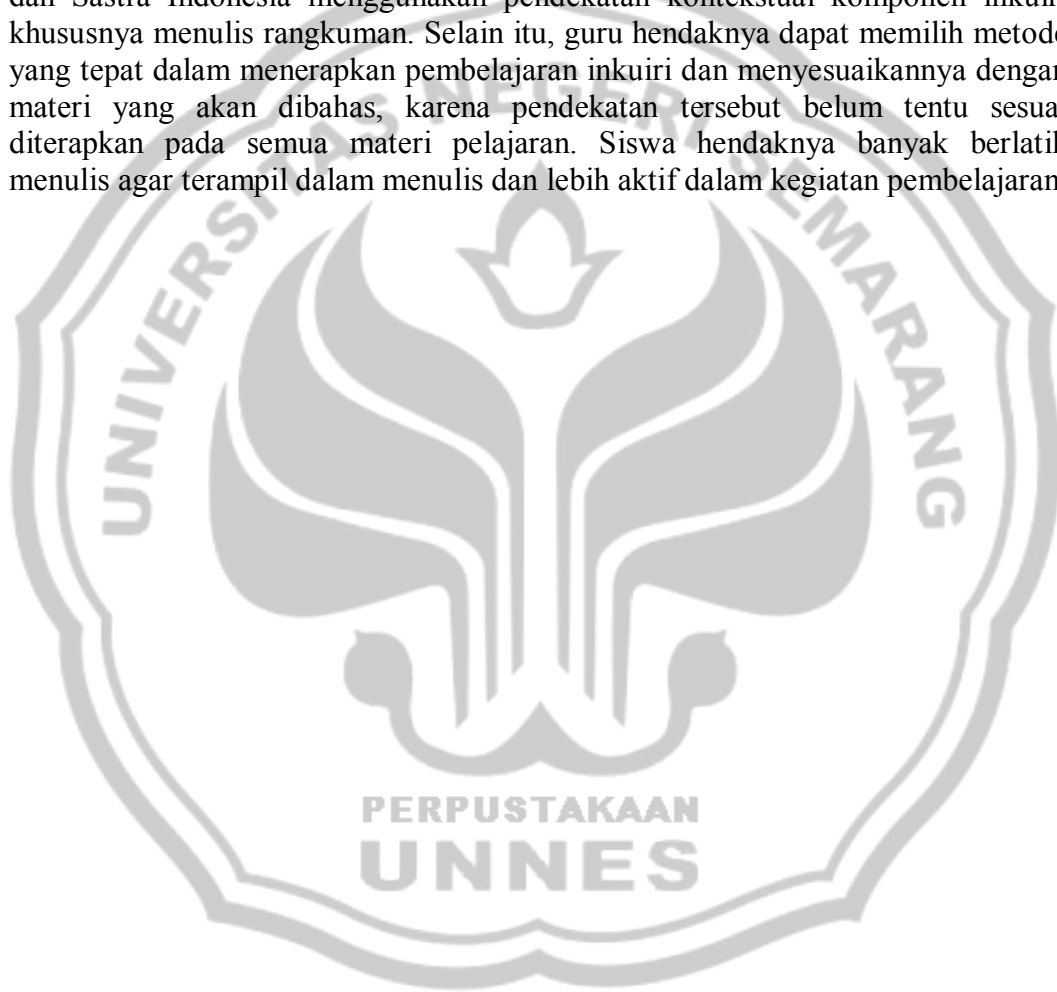 dan Sastra Indonesia menggunakan pendekatan kontekstual komponen inkuiri
khususnya menulis rangkuman. Selain itu, guru hendaknya dapat memilih metode
yang tepat dalam menerapkan pembelajaran inkuiri dan menyesuaikannya dengan
materi yang akan dibahas, karena pendekatan tersebut belum tentu sesuai
diterapkan pada semua materi pelajaran. Siswa hendaknya banyak berlatih
menulis agar terampil dalam menulis dan lebih aktif dalam kegiatan pembelajaran
UNIVERSITAS NEGERI SEMARANG
PERPUSTAKAAN
UNNES